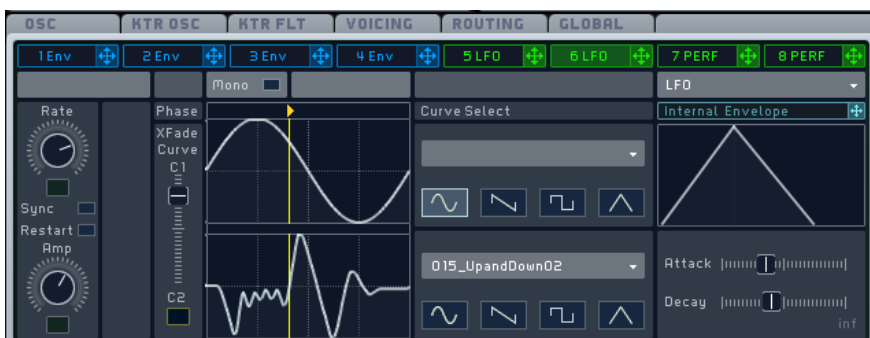 OSC KTR OSC KTR FLT VOICING ROUTING GLOBAL
1 Env 2 Env 3 Env 4 Env 5 LFO 6 LFO 7 PERF 8 PERF
Mono LFO
Rate Phase Curve Select Internal Envelope
XFade
Curve
C1
Sync
Restart
Amp
015_UpandDown02
Attack
C2
Decay
inf